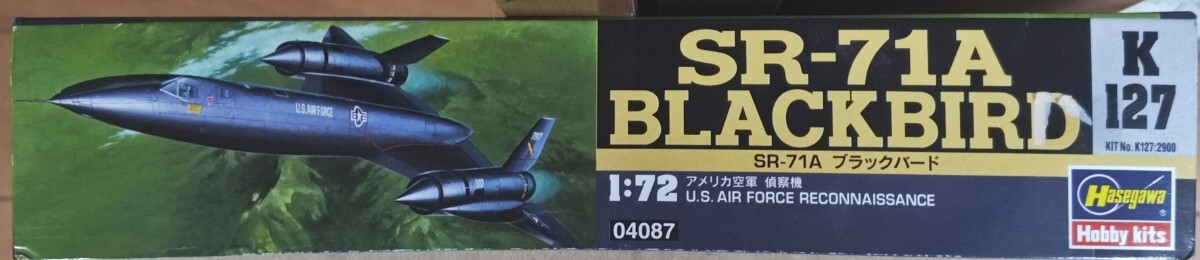 SR-71A
BLACKBIRD
SR-71A ブラックバード
1:72
アメリカ空軍 偵察機
U.S. AIR FORCE RECONNAISSANCE
04087
K
127
KIT No. K127:2900
Hasegawa
Hobby kits
U.S. AIR FORCE